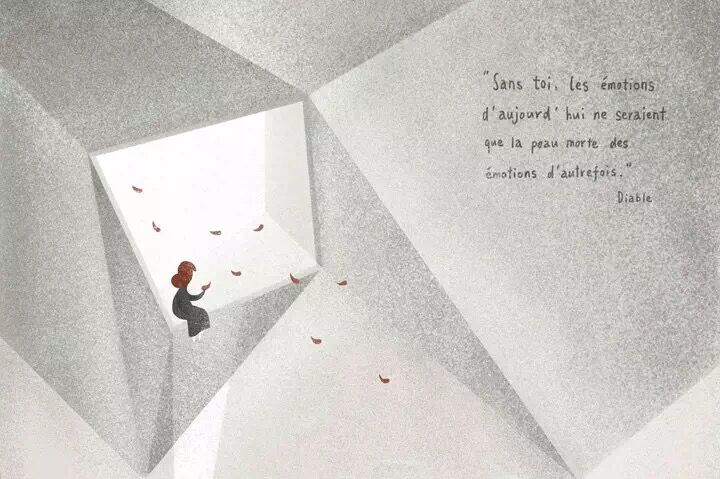 "Sans toi, les émotions
d'aujourd'hui ne seraient
que la peau morte des
émotions d'autrefois."
Diable